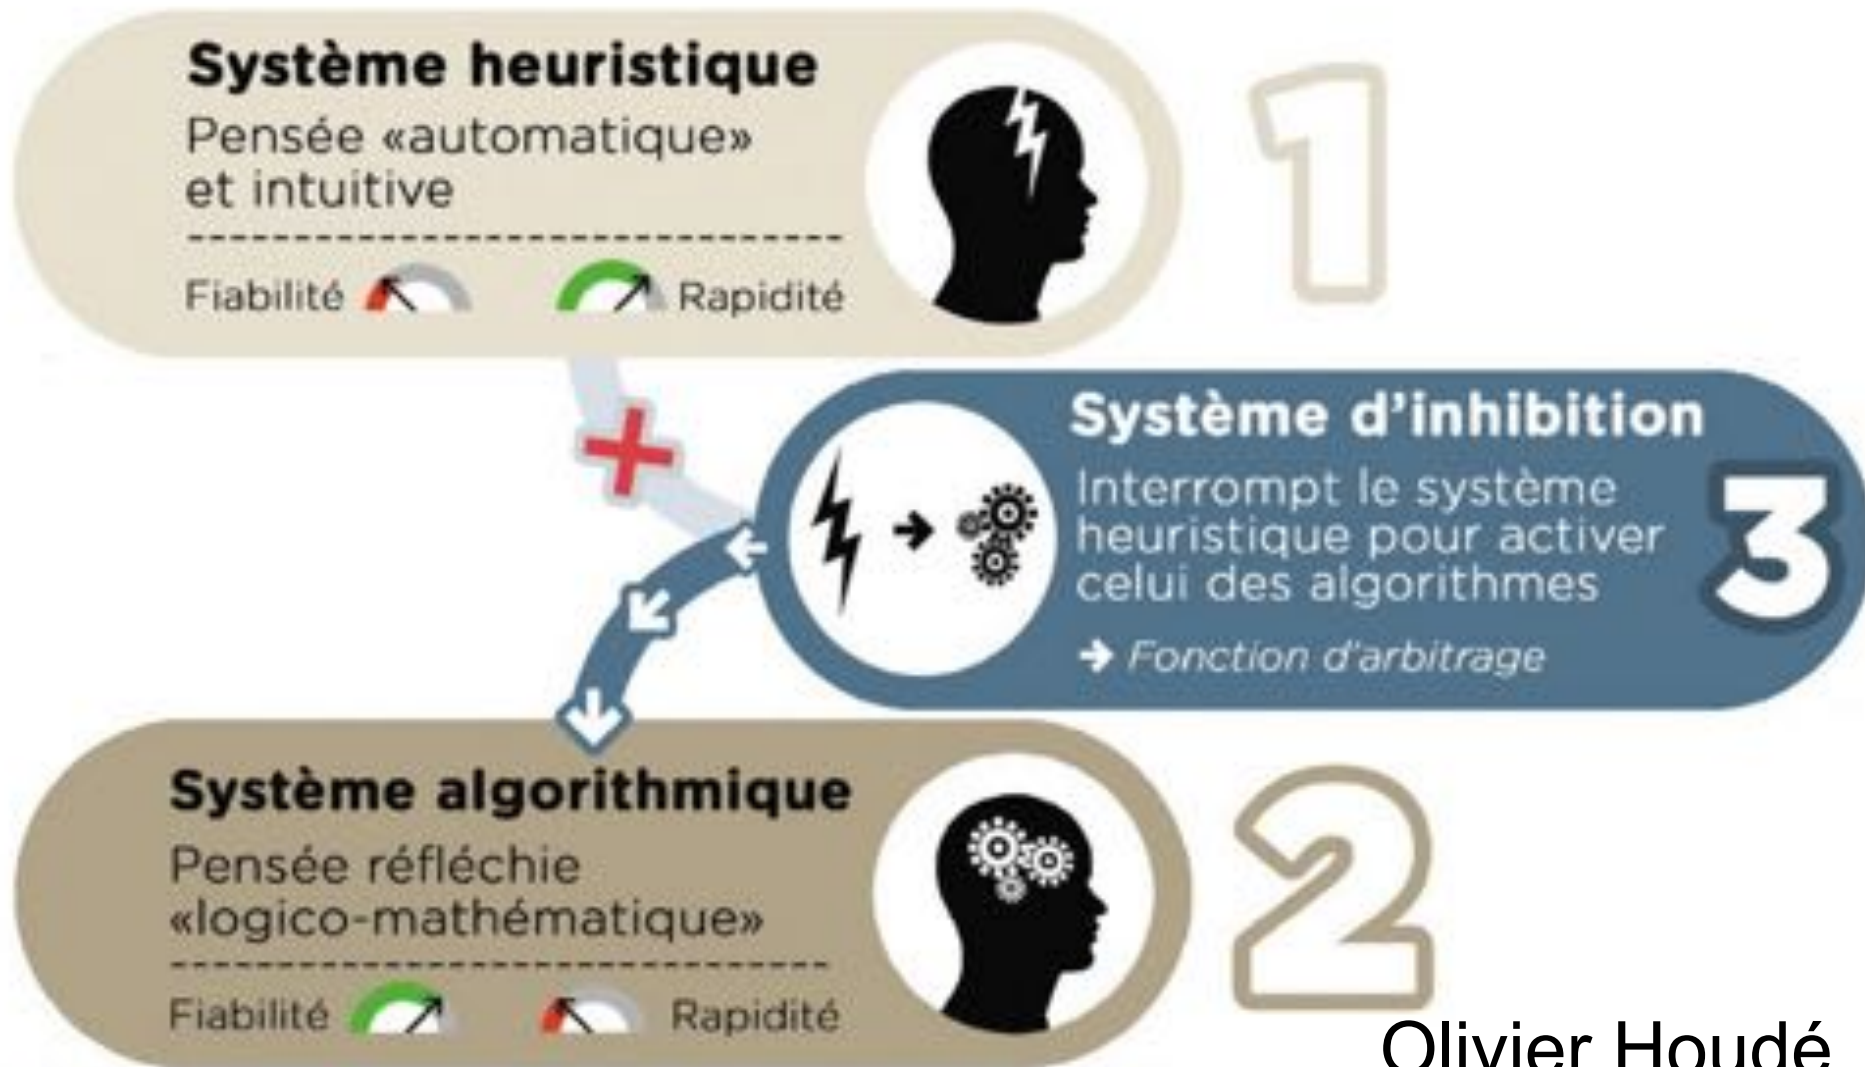 Système heuristique
Pensée «automatique»
et intuitive
Fiabilité Rapidité
1
Système d'inhibition
Interrompt le système
heuristique pour activer
celui des algorithmes
→ Fonction d'arbitrage
3
Système algorithmique
Pensée réfléchie
«logico-mathématique»
Fiabilité Rapidité
2
Olivier Houdé